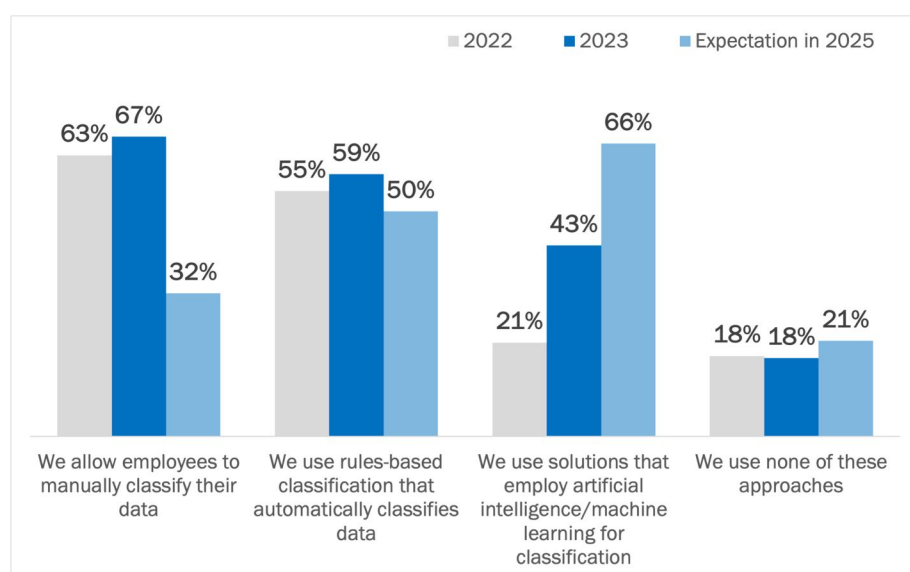 2022 2023 Expectation in 2025
63% 67% 32%
55% 59% 50%
21% 43% 66%
18% 18% 21%
We allow employees to
manually classify their
data
We use rules-based
classification that
automatically classifies
data
We use solutions that
employ artificial
intelligence/machine
learning for
classification
We use none of these
approaches